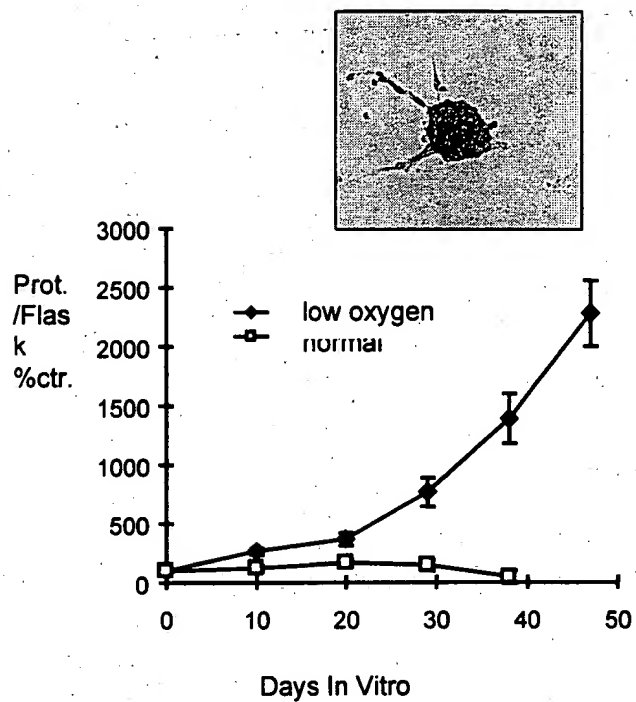 3000
2500
2000
1500
1000
500
0
Prot.
/Flas
k
%ctr.
low oxygen
normal
0 10 20 30 40 50
Days In Vitro